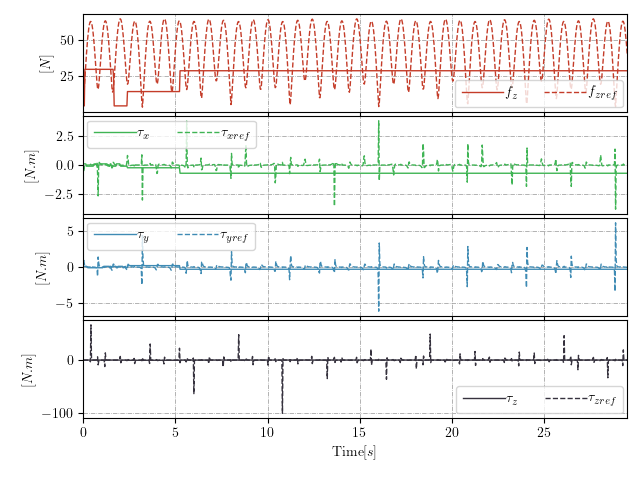 [N]
50
25
f_z f_zref
[N.m]
2.5
0.0
−2.5
τ_x τ_xref
[N.m]
5
0
−5
τ_y τ_yref
[N.m]
0
−100
τ_z τ_zref
0 5 10 15 20 25
Time[s]